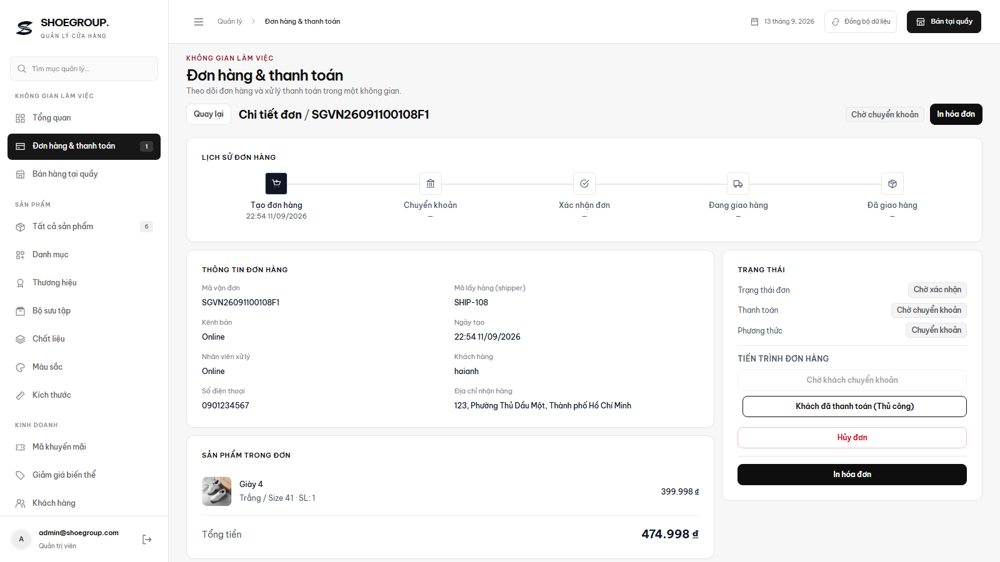 SHOEGROUP.
QUẢN LÝ CỬA HÀNG
Tìm mục quản lý...
KHÔNG GIAN LÀM VIỆC
Tổng quan
Đơn hàng & thanh toán 1
Bán hàng tại quầy
SẢN PHẨM
Tất cả sản phẩm 6
Danh mục
Thương hiệu
Bộ sưu tập
Chất liệu
Màu sắc
Kích thước
KINH DOANH
Mã khuyến mãi
Giảm giá biến thể
Khách hàng
A
admin@shoegroup.com
Quản trị viên
Quản lý > Đơn hàng & thanh toán
13 tháng 9, 2026
Đồng bộ dữ liệu
Bán tại quầy
KHÔNG GIAN LÀM VIỆC
Đơn hàng & thanh toán
Theo dõi đơn hàng và xử lý thanh toán trong một không gian.
Quay lại
Chi tiết đơn / SGVN26091100108F1
Chờ chuyển khoản
In hóa đơn
LỊCH SỬ ĐƠN HÀNG
Tạo đơn hàng
22:54 11/09/2026
Chuyển khoản
—
Xác nhận đơn
—
Đang giao hàng
—
Đã giao hàng
—
THÔNG TIN ĐƠN HÀNG
Mã vận đơn
SGVN26091100108F1
Mã lấy hàng (shipper)
SHIP-108
Kênh bán
Online
Ngày tạo
22:54 11/09/2026
Nhân viên xử lý
Online
Khách hàng
haianh
Số điện thoại
0901234567
Địa chỉ nhận hàng
123, Phường Thủ Dầu Một, Thành phố Hồ Chí Minh
SẢN PHẨM TRONG ĐƠN
Giày 4
Trắng / Size 41 · SL: 1
399.998 ₫
Tổng tiền
474.998 ₫
TRẠNG THÁI
Trạng thái đơn
Chờ xác nhận
Thanh toán
Chờ chuyển khoản
Phương thức
Chuyển khoản
TIẾN TRÌNH ĐƠN HÀNG
Chờ khách chuyển khoản
Khách đã thanh toán (Thủ công)
Hủy đơn
In hóa đơn